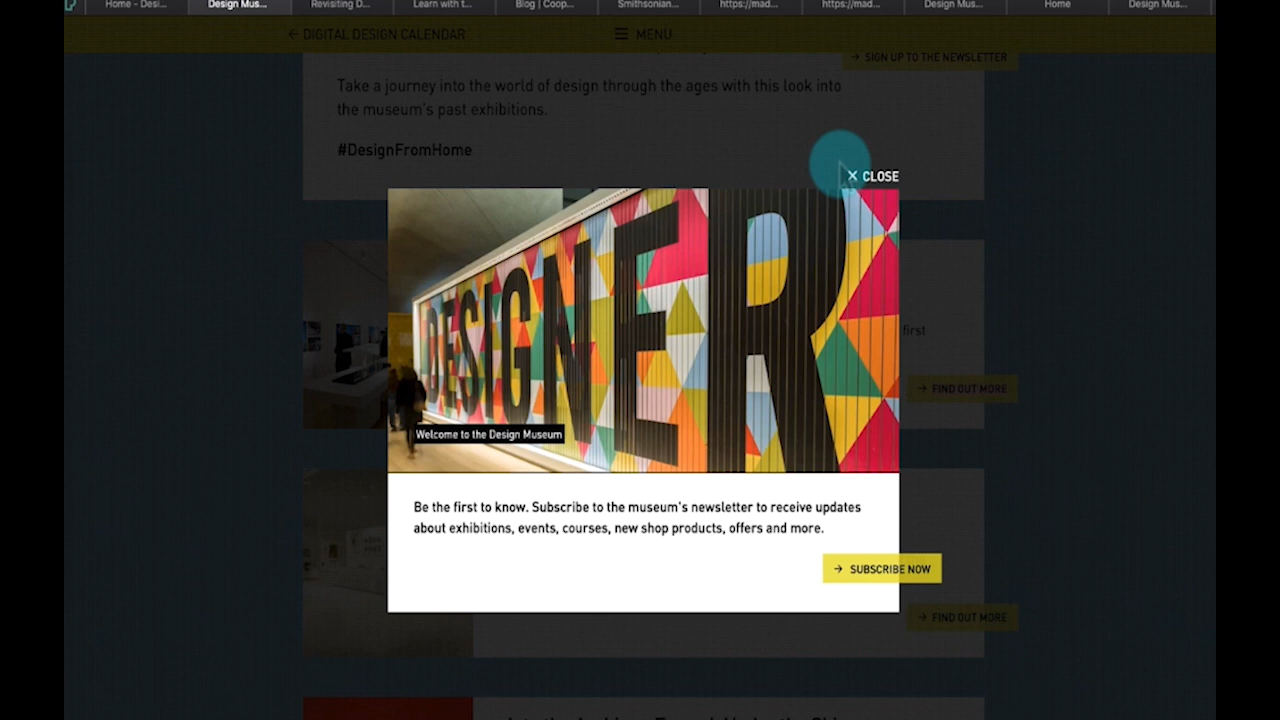 Home - Desi...
Design Mus...
Revisiting D...
Learn with t...
Blog | Coop...
Smithsonian...
https://mad...
https://mad...
Design Mus...
Home
Design Mus...
← DIGITAL DESIGN CALENDAR
☰ MENU
→ SIGN UP TO THE NEWSLETTER
Take a journey into the world of design through the ages with this look into
the museum's past exhibitions.
#DesignFromHome
× CLOSE
DESIGNER
Welcome to the Design Museum
first
→ FIND OUT MORE
Be the first to know. Subscribe to the museum's newsletter to receive updates
about exhibitions, events, courses, new shop products, offers and more.
→ SUBSCRIBE NOW
→ FIND OUT MORE